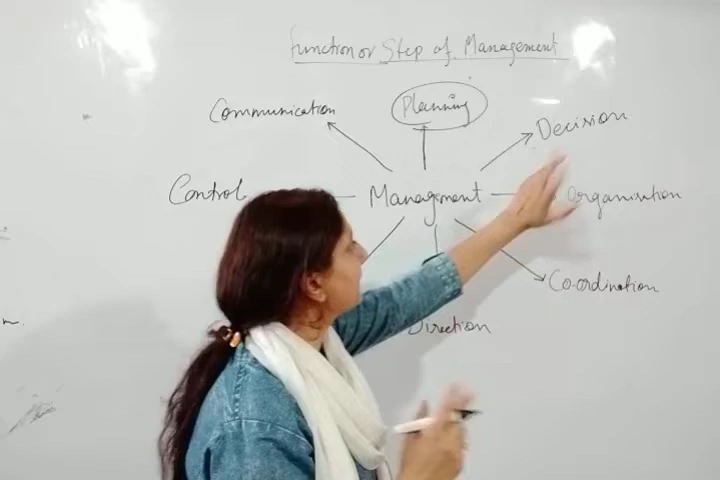 Function or Step of Management
Communication
Planning
Decision
Control
Management
Organisation
Co-ordination
Direction